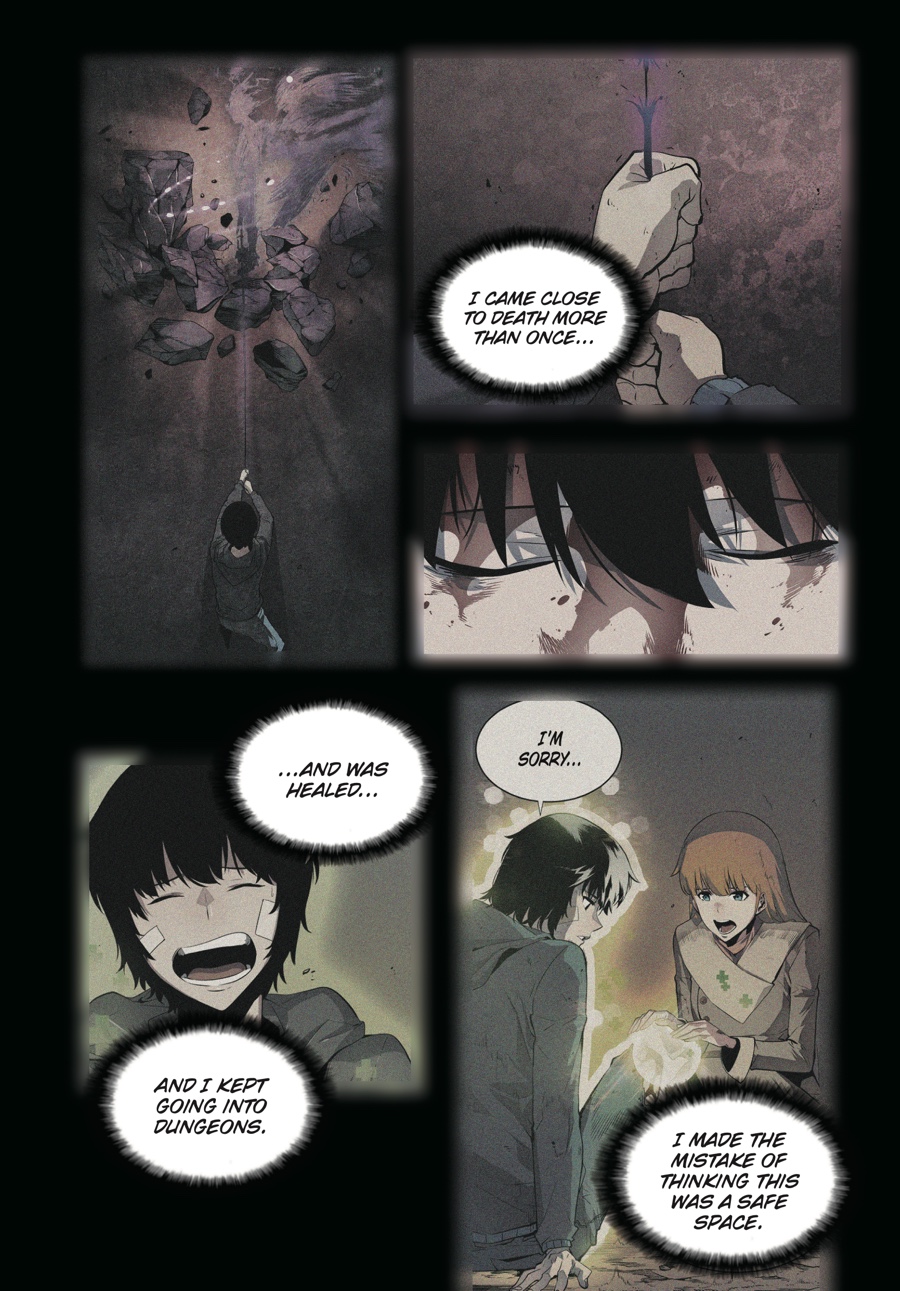 I CAME CLOSE
TO DEATH MORE
THAN ONCE...
...AND WAS
HEALED...
I'M
SORRY...
AND I KEPT
GOING INTO
DUNGEONS.
I MADE THE
MISTAKE OF
THINKING THIS
WAS A SAFE
SPACE.